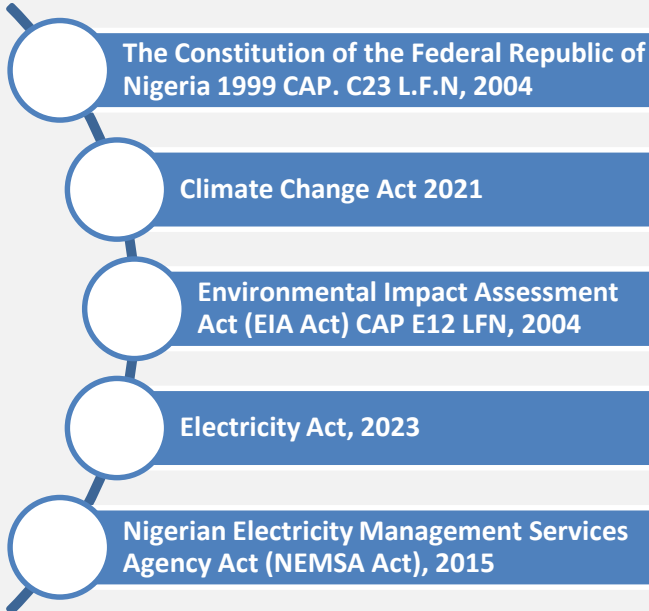 The Constitution of the Federal Republic of
Nigeria 1999 CAP. C23 L.F.N, 2004
Climate Change Act 2021
Environmental Impact Assessment
Act (EIA Act) CAP E12 LFN, 2004
Electricity Act, 2023
Nigerian Electricity Management Services
Agency Act (NEMSA Act), 2015